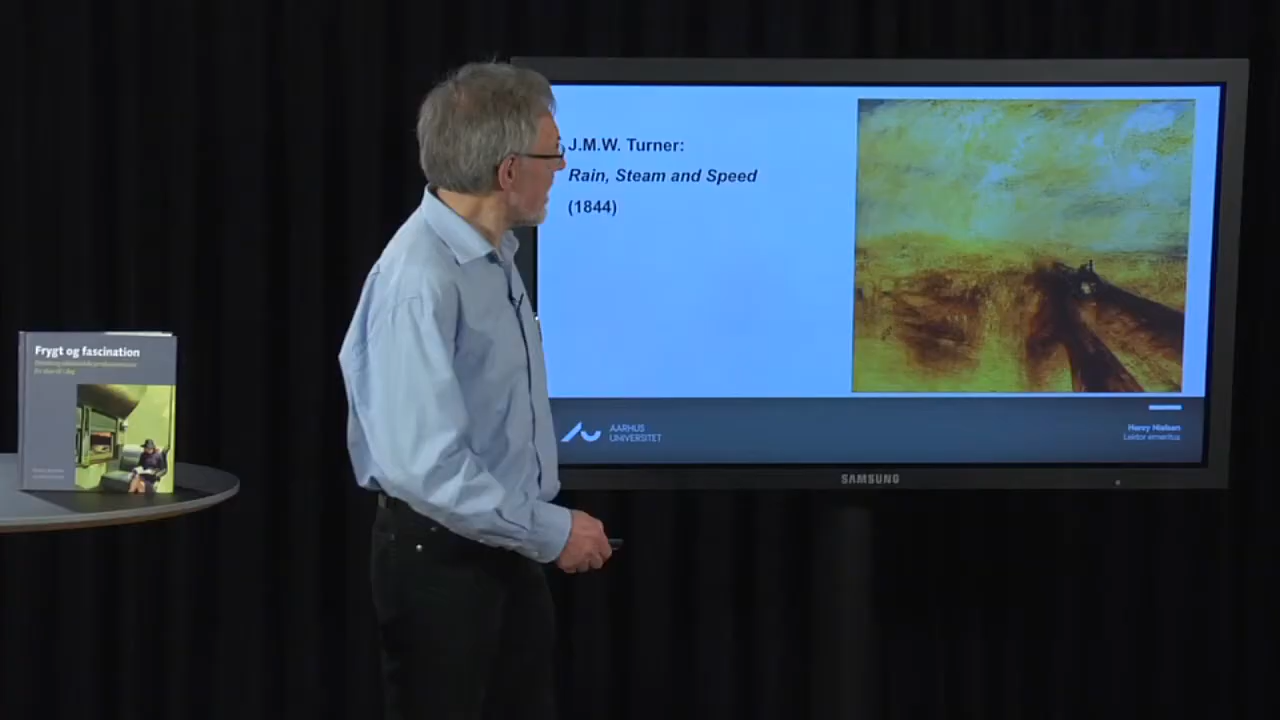 J.M.W. Turner:
Rain, Steam and Speed
(1844)
Frygt og fascination
AARHUS
UNIVERSITET
Henry Nielsen
Lektor emeritus
SAMSUNG